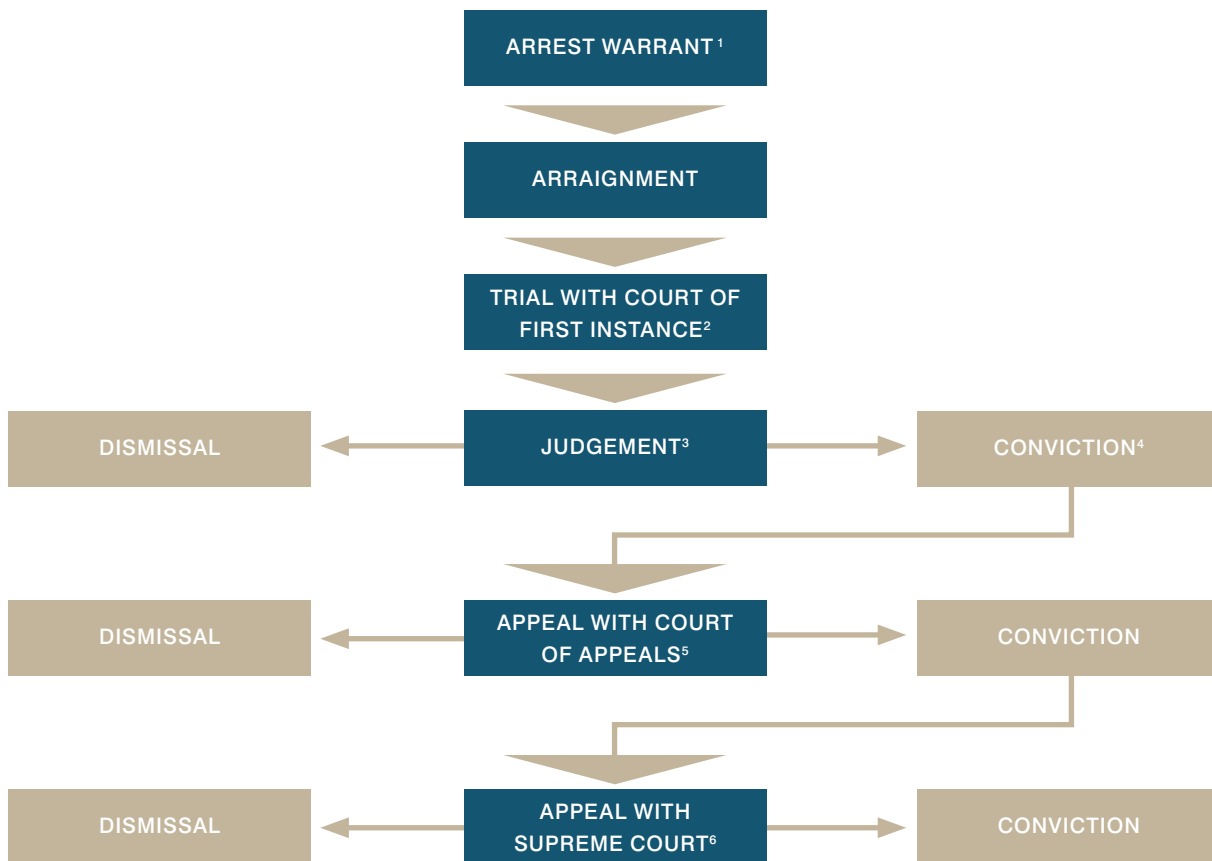 ARREST WARRANT ¹
ARRAIGNMENT
TRIAL WITH COURT OF
FIRST INSTANCE²
DISMISSAL
JUDGEMENT³
CONVICTION⁴
DISMISSAL
APPEAL WITH COURT
OF APPEALS⁵
CONVICTION
DISMISSAL
APPEAL WITH
SUPREME COURT⁶
CONVICTION